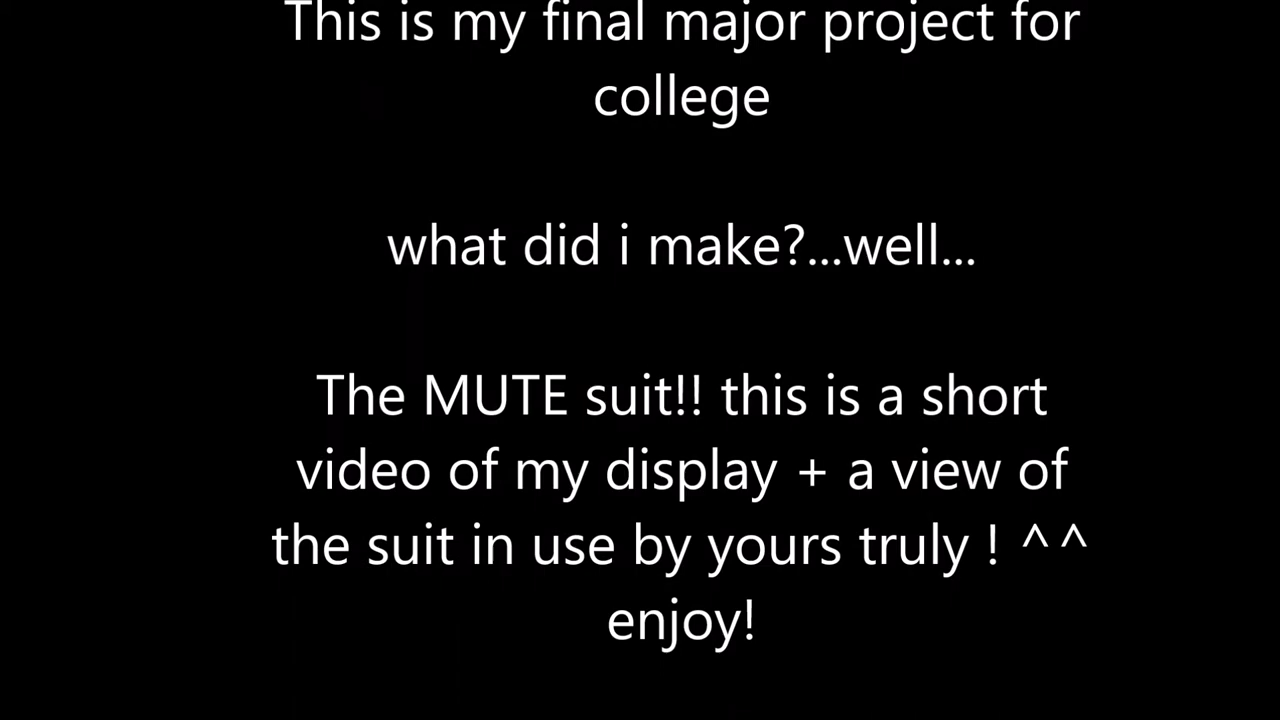 This is my final major project for
college
what did i make?...well...
The MUTE suit!! this is a short
video of my display + a view of
the suit in use by yours truly ! ^^
enjoy!